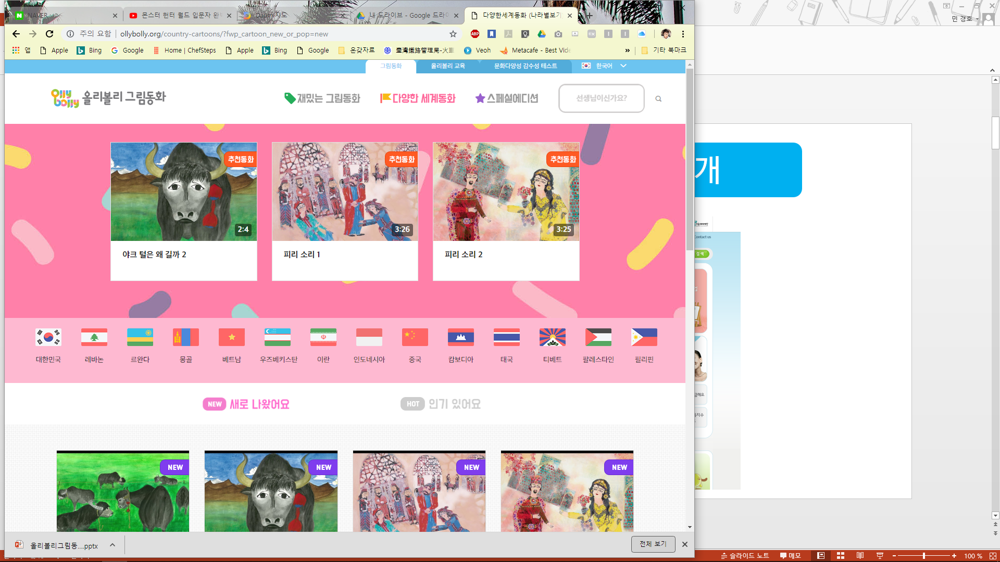 NAVER
몬스터 헌터 월드 입문자 완벽
Daum 지도
내 드라이브 - Google 드라이
다양한세계동화 (나라별보기
민 경호
주의 요함
ollybolly.org/country-cartoons/?fwp_cartoon_new_or_pop=new
앱
Apple
Bing
Google
Home | ChefSteps
Apple
Bing
Google
온갖자료
臺灣鐵路管理局-火車
Veoh
Metacafe - Best Vide
»
기타 북마크
그림동화
올리볼리 교육
문화다양성 감수성 테스트
한국어
Olly bolly 올리볼리 그림동화
재밌는 그림동화
다양한 세계동화
스페셜에디션
선생님이신가요?
추천동화
추천동화
추천동화
2:4
3:26
3:25
야크 털은 왜 길까 2
피리 소리 1
피리 소리 2
개
Contact us
검색
대한민국
레바논
르완다
몽골
베트남
우즈베키스탄
이란
인도네시아
중국
캄보디아
태국
티베트
팔레스타인
필리핀
NEW 새로 나왔어요
HOT 인기 있어요
NEW
NEW
NEW
NEW
올리볼리그림동....pptx
전체 보기
슬라이드 노트
메모
100 %